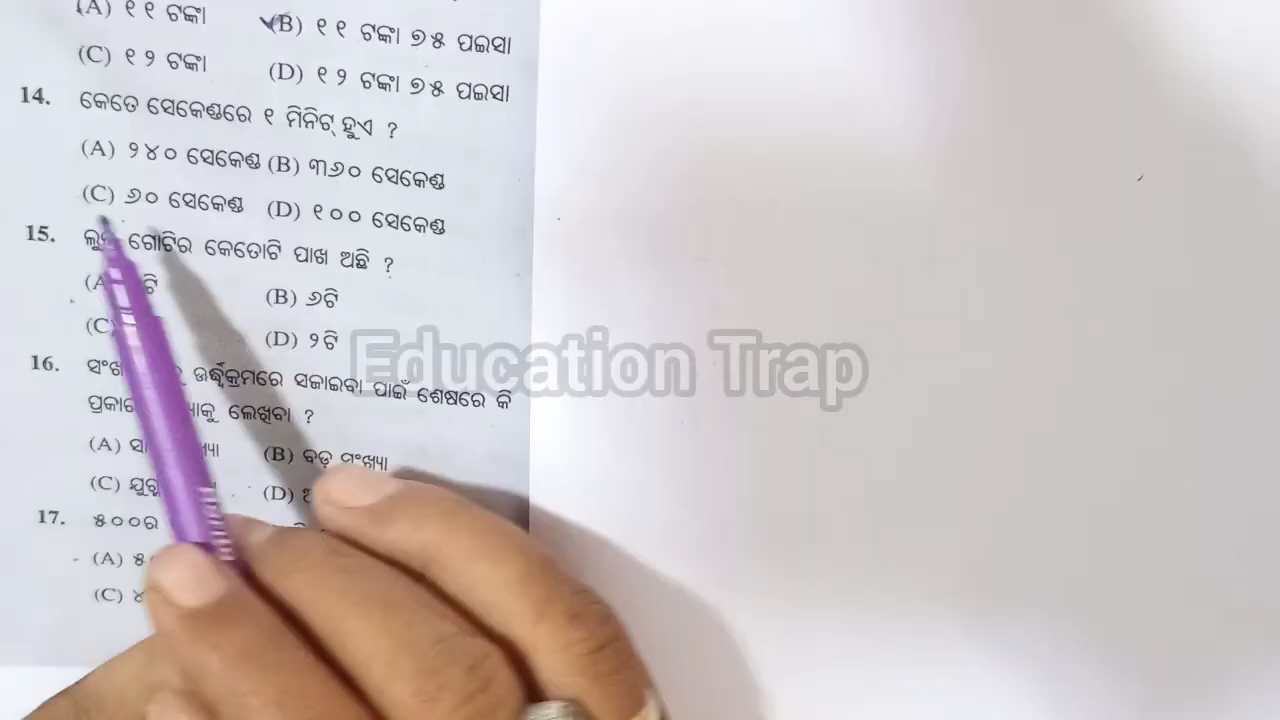 (A) ୧୧ ଟଙ୍କା (B) ୧୧ ଟଙ୍କା ୭୫ ପଇସା
(C) ୧୨ ଟଙ୍କା (D) ୧୨ ଟଙ୍କା ୭୫ ପଇସା
14. କେତେ ସେକେଣ୍ଡରେ ୧ ମିନିଟ୍ ହୁଏ ?
(A) ୨୪୦ ସେକେଣ୍ଡ (B) ୩୬୦ ସେକେଣ୍ଡ
(C) ୬୦ ସେକେଣ୍ଡ (D) ୧୦୦ ସେକେଣ୍ଡ
15. ଗୋଟିର କେତୋଟି ପାଖ ଅଛି ?
(B) ୬ଟି
(D) ୨ଟି
Education Trap
16. ଊର୍ଦ୍ଧ୍ୱକ୍ରମରେ ସଜାଇବା ପାଇଁ ଶେଷରେ କି
ଲେଖିବା ?
(A) (B) ବଡ଼ ସଂଖ୍ୟା
(C) (D)
17. ୫୦୦ର
(A)
(C)